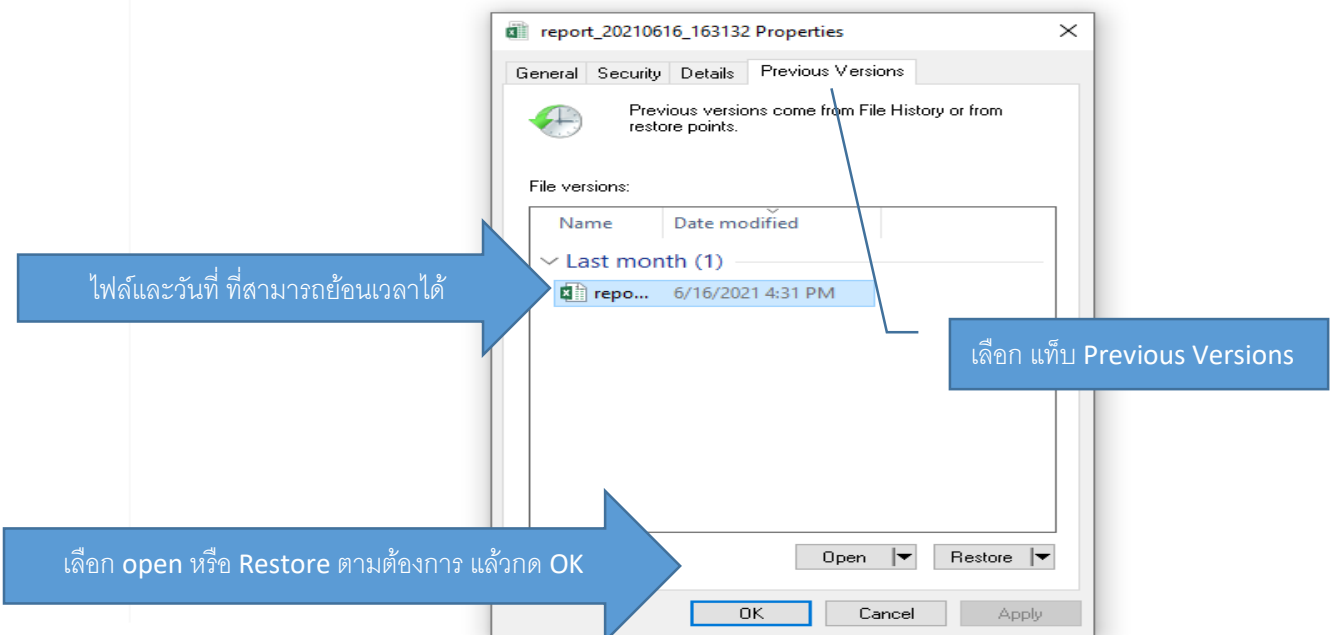 report_20210616_163132 Properties
General Security Details Previous Versions
Previous versions come from File History or from
restore points.
File versions:
Name Date modified
Last month (1)
repo... 6/16/2021 4:31 PM
ไฟล์และวันที่ ที่สามารถย้อนเวลาได้
เลือก แท็บ Previous Versions
เลือก open หรือ Restore ตามต้องการ แล้วกด OK
Open Restore
OK Cancel Apply